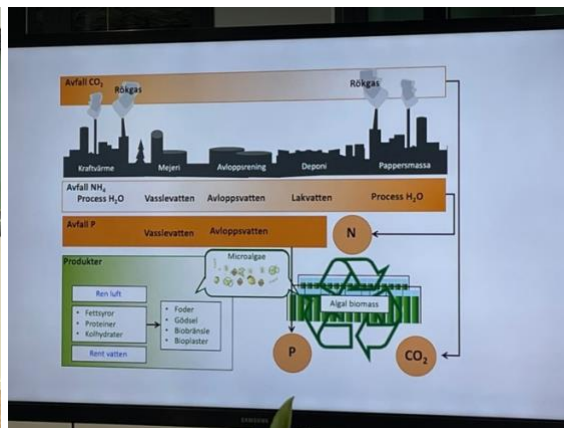 Avfall CO₂
Rökgas
Rökgas
Kraftvärme
Mejeri
Avloppsrening
Deponi
Pappersmassa
Avfall NH₄
Process H₂O
Vasslevatten
Avloppsvatten
Lakvatten
Process H₂O
Avfall P
Vasslevatten
Avloppsvatten
N
Produkter
Microalgae
Ren luft
• Fettsyror
• Proteiner
• Kolhydrater
Rent vatten
• Foder
• Gödsel
• Biobränsle
• Bioplaster
Algal biomass
P
CO₂
SAMSUNG